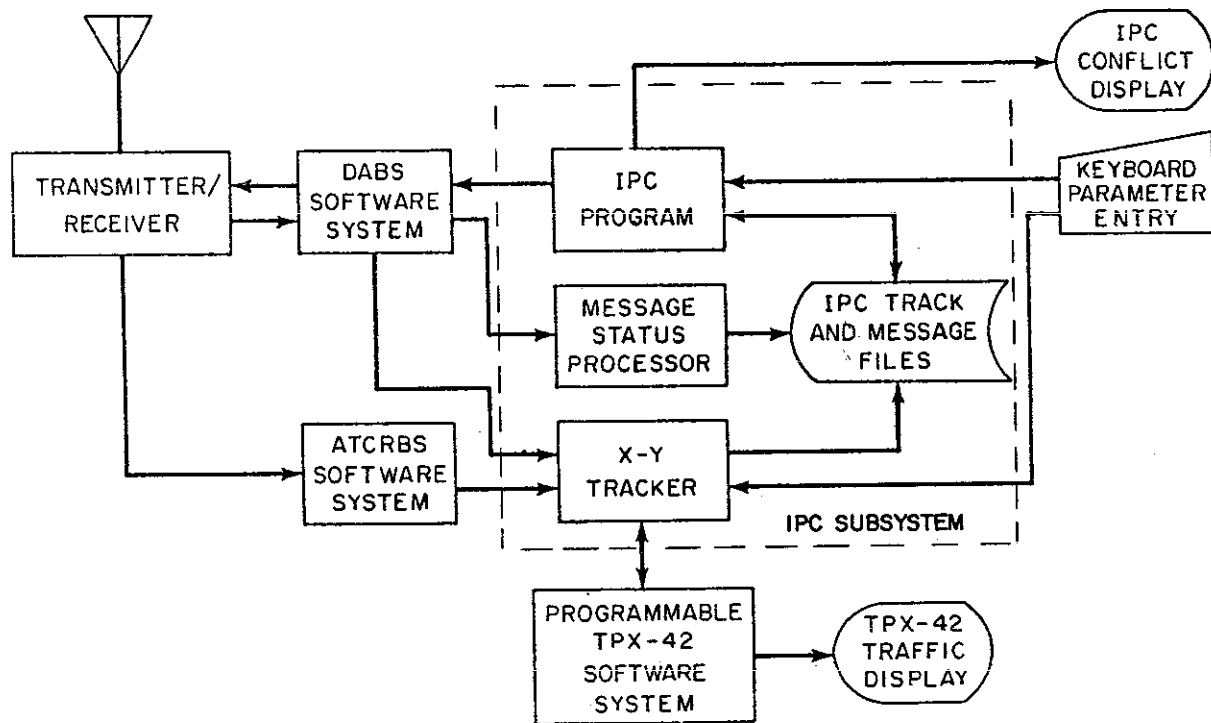 IPC
CONFLICT
DISPLAY
TRANSMITTER/
RECEIVER
DABS
SOFTWARE
SYSTEM
IPC
PROGRAM
KEYBOARD
PARAMETER
ENTRY
MESSAGE
STATUS
PROCESSOR
IPC TRACK
AND MESSAGE
FILES
ATCRBS
SOFTWARE
SYSTEM
X-Y
TRACKER
IPC SUBSYSTEM
PROGRAMMABLE
TPX-42
SOFTWARE
SYSTEM
TPX-42
TRAFFIC
DISPLAY